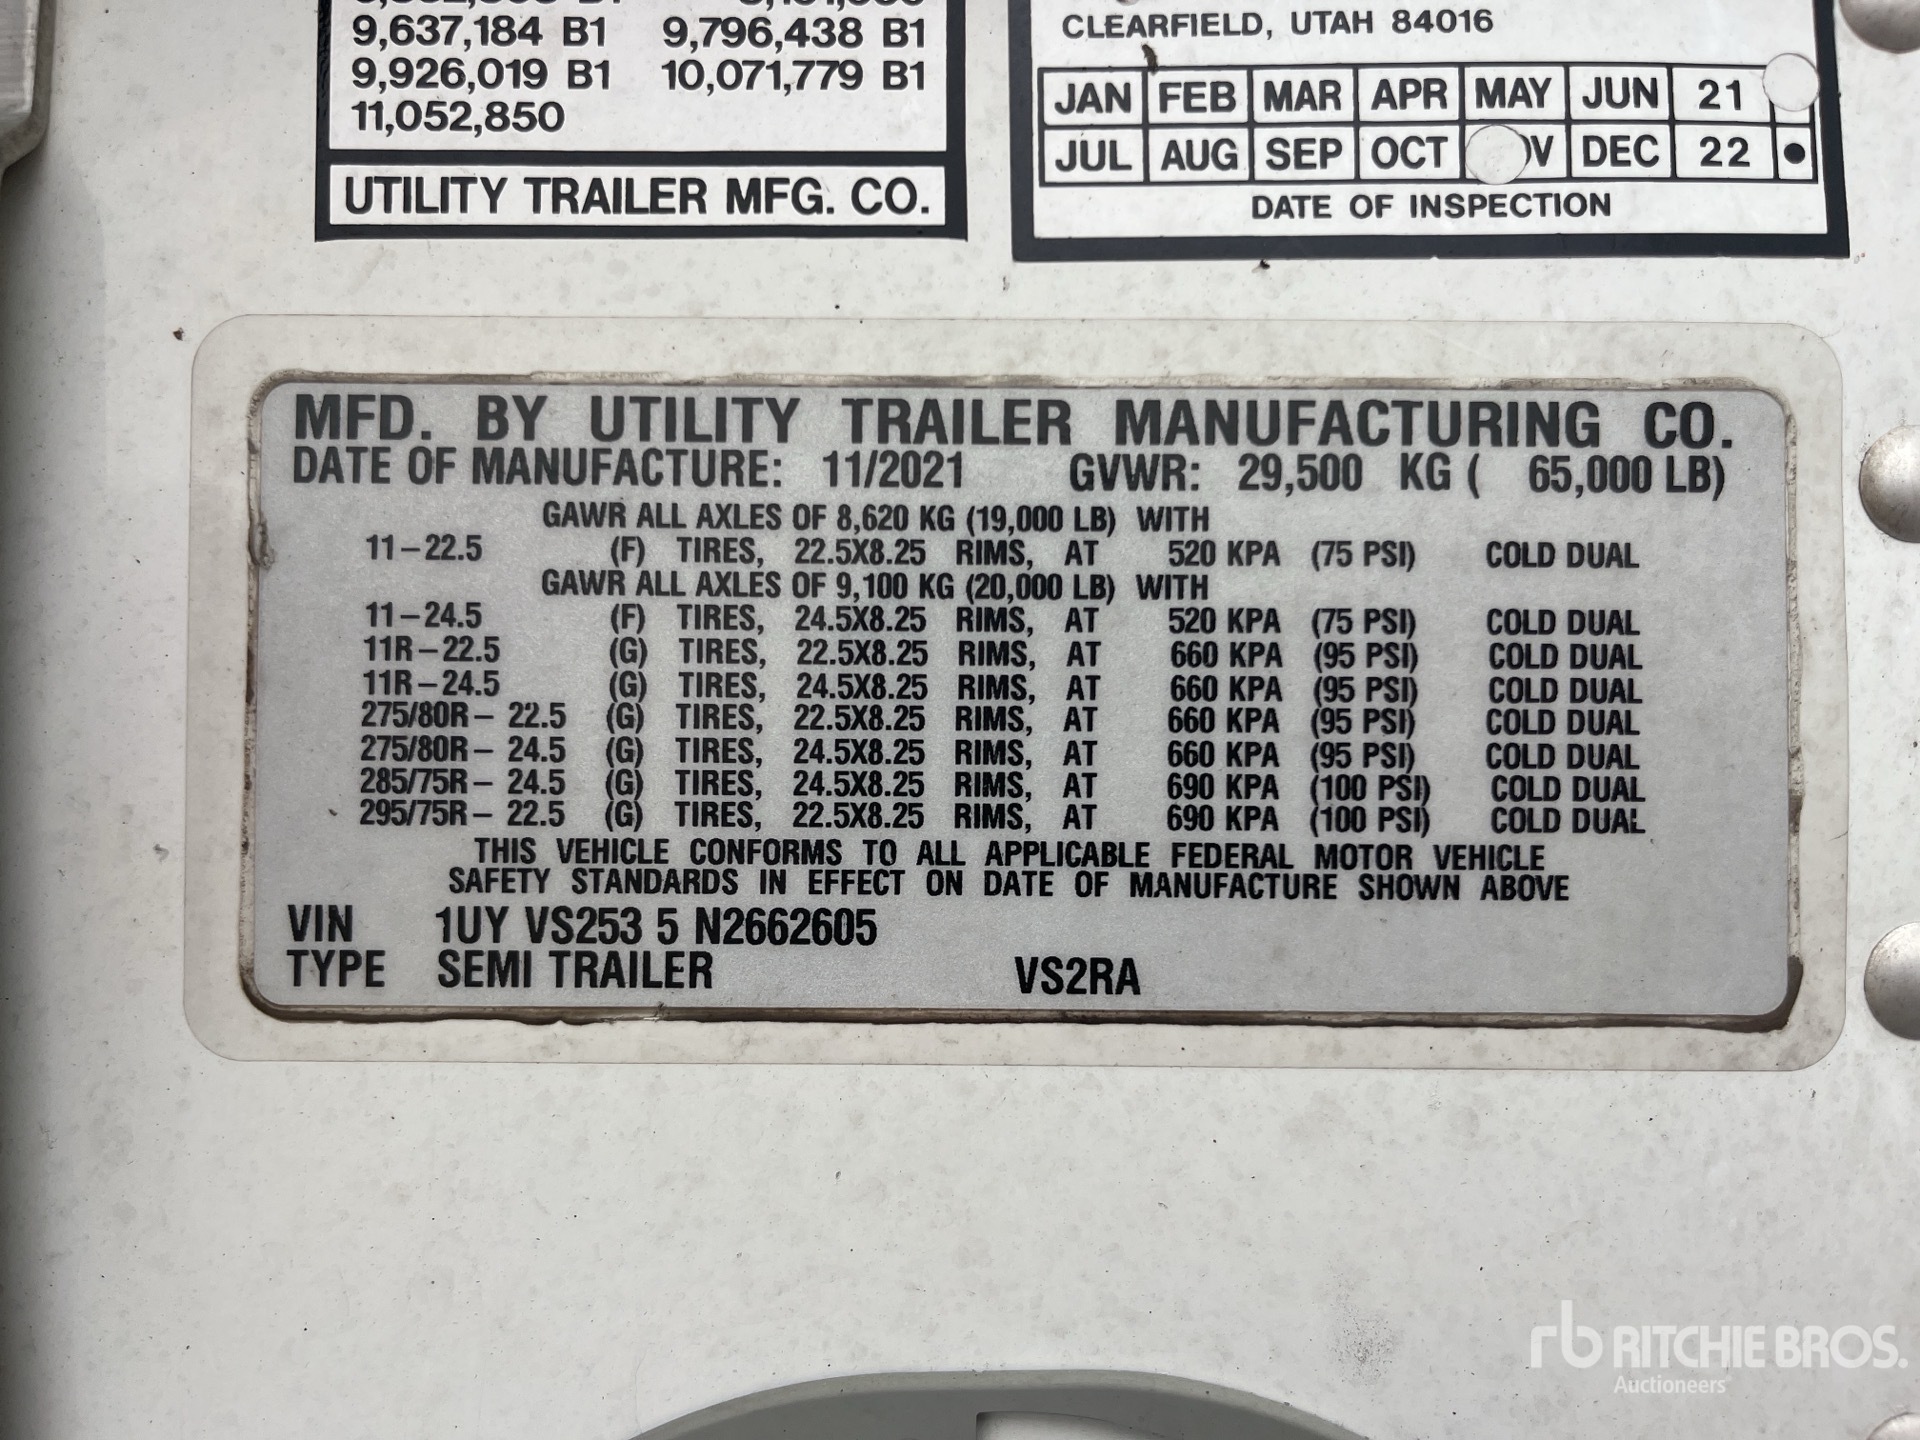 9,637,184 B1 9,796,438 B1
9,926,019 B1 10,071,779 B1
11,052,850
UTILITY TRAILER MFG. CO.
CLEARFIELD, UTAH 84016
JAN FEB MAR APR MAY JUN 21
JUL AUG SEP OCT DEC 22
DATE OF INSPECTION
MFD. BY UTILITY TRAILER MANUFACTURING CO.
DATE OF MANUFACTURE: 11/2021 GVWR: 29,500 KG ( 65,000 LB)
GAWR ALL AXLES OF 8,620 KG (19,000 LB) WITH
11-22.5 (F) TIRES, 22.5X8.25 RIMS, AT 520 KPA (75 PSI) COLD DUAL
GAWR ALL AXLES OF 9,100 KG (20,000 LB) WITH
11-24.5 (F) TIRES, 24.5X8.25 RIMS, AT 520 KPA (75 PSI) COLD DUAL
11R-22.5 (G) TIRES, 22.5X8.25 RIMS, AT 660 KPA (95 PSI) COLD DUAL
11R-24.5 (G) TIRES, 24.5X8.25 RIMS, AT 660 KPA (95 PSI) COLD DUAL
275/80R- 22.5 (G) TIRES, 22.5X8.25 RIMS, AT 660 KPA (95 PSI) COLD DUAL
275/80R- 24.5 (G) TIRES, 24.5X8.25 RIMS, AT 660 KPA (95 PSI) COLD DUAL
285/75R- 24.5 (G) TIRES, 24.5X8.25 RIMS, AT 690 KPA (100 PSI) COLD DUAL
295/75R- 22.5 (G) TIRES, 22.5X8.25 RIMS, AT 690 KPA (100 PSI) COLD DUAL
THIS VEHICLE CONFORMS TO ALL APPLICABLE FEDERAL MOTOR VEHICLE
SAFETY STANDARDS IN EFFECT ON DATE OF MANUFACTURE SHOWN ABOVE
VIN 1UY VS253 5 N2662605
TYPE SEMI TRAILER VS2RA
rb RITCHIE BROS.
Auctioneers